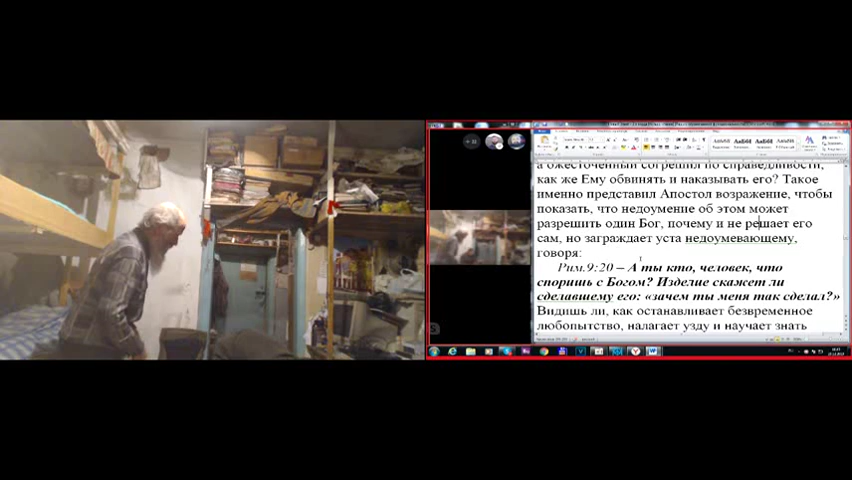 а ожесточенный согрешил по справедливости,
как же Ему обвинять и наказывать его? Такое
именно представил Апостол возражение, чтобы
показать, что недоумение об этом может
разрешить один Бог, почему и не решает его
сам, но заграждает уста недоумевающему,
говоря:
Рим.9:20 – А ты кто, человек, что
споришь с Богом? Изделие скажет ли
сделавшему его: «зачем ты меня так сделал?»
Видишь ли, как останавливает безвременное
любопытство, налагает узду и научает знать